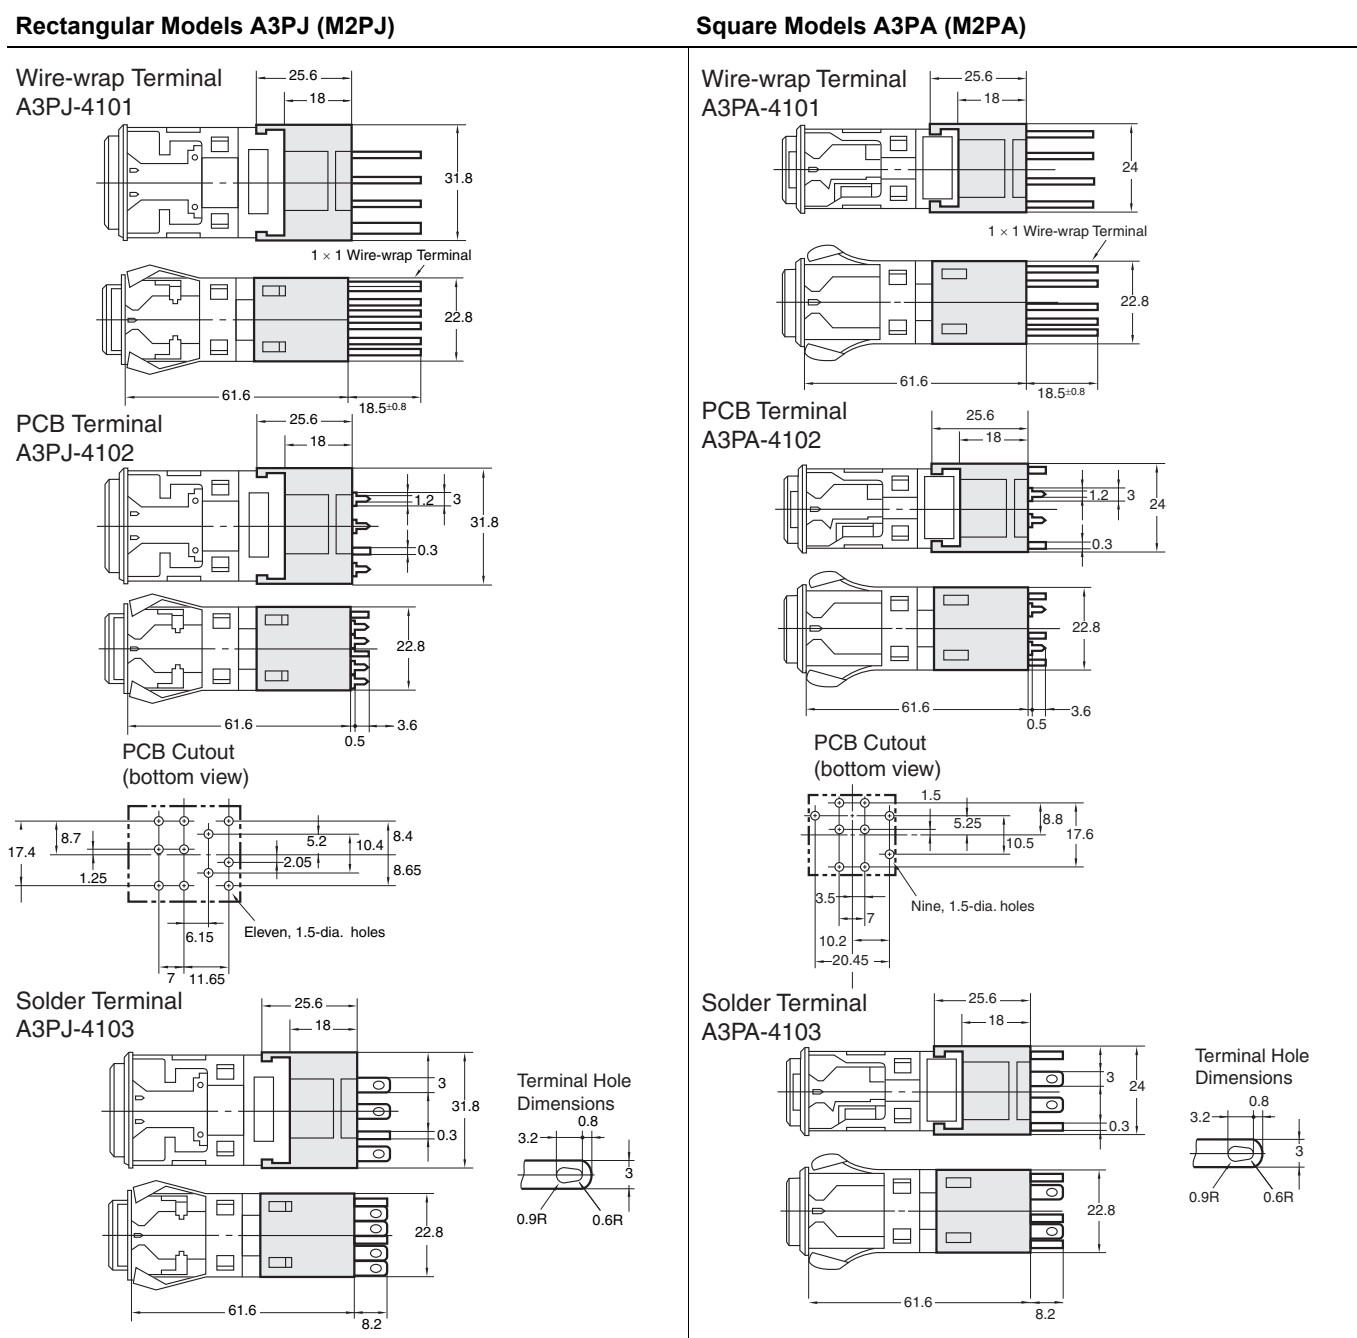 Rectangular Models A3PJ (M2PJ)
Wire-wrap Terminal
A3PJ-4101
25.6
18
31.8
1 × 1 Wire-wrap Terminal
22.8
61.6
18.5±0.8
PCB Terminal
A3PJ-4102
25.6
18
1.2
3
31.8
0.3
22.8
61.6
3.6
0.5
PCB Cutout
(bottom view)
8.7
17.4
1.25
5.2
10.4
8.4
2.05
8.65
6.15
Eleven, 1.5-dia. holes
7
11.65
Solder Terminal
A3PJ-4103
25.6
18
3
31.8
0.3
22.8
61.6
8.2
Terminal Hole
Dimensions
0.8
3.2
3
0.9R
0.6R
Square Models A3PA (M2PA)
Wire-wrap Terminal
A3PA-4101
25.6
18
24
1 × 1 Wire-wrap Terminal
22.8
61.6
18.5±0.8
PCB Terminal
A3PA-4102
25.6
18
1.2
3
24
0.3
22.8
61.6
3.6
0.5
PCB Cutout
(bottom view)
1.5
5.25
8.8
17.6
10.5
3.5
Nine, 1.5-dia. holes
7
10.2
20.45
Solder Terminal
A3PA-4103
25.6
18
3
24
0.3
22.8
61.6
8.2
Terminal Hole
Dimensions
0.8
3.2
3
0.9R
0.6R